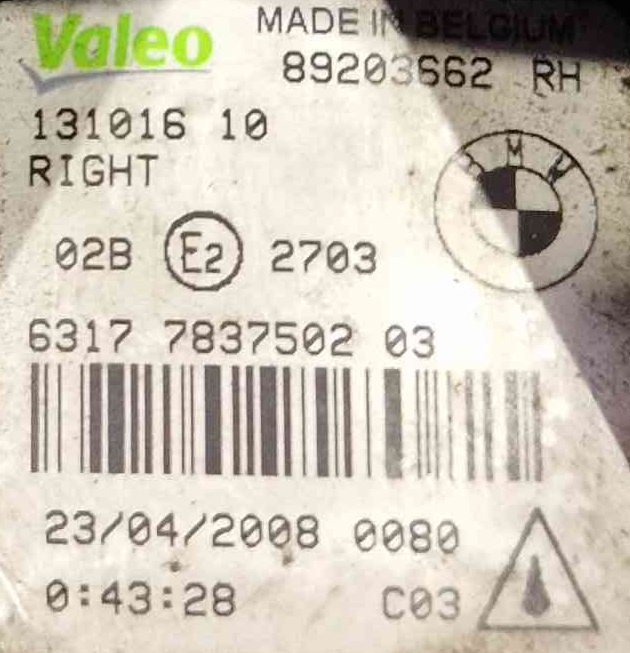 Valeo
MADE IN BELGIUM
89203662 RH
131016 10
RIGHT
BMW
02B E2 2703
6317 7837502 03
23/04/2008 0080
0:43:28 C03